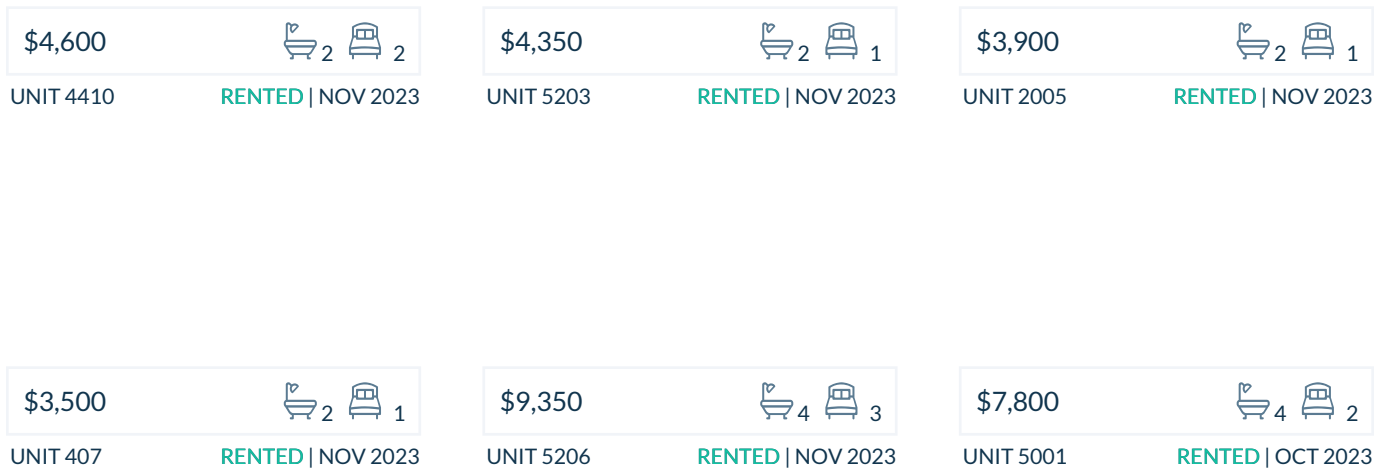 $4,600 2 2
UNIT 4410 RENTED | NOV 2023
$4,350 2 1
UNIT 5203 RENTED | NOV 2023
$3,900 2 1
UNIT 2005 RENTED | NOV 2023
$3,500 2 1
UNIT 407 RENTED | NOV 2023
$9,350 4 3
UNIT 5206 RENTED | NOV 2023
$7,800 4 2
UNIT 5001 RENTED | OCT 2023